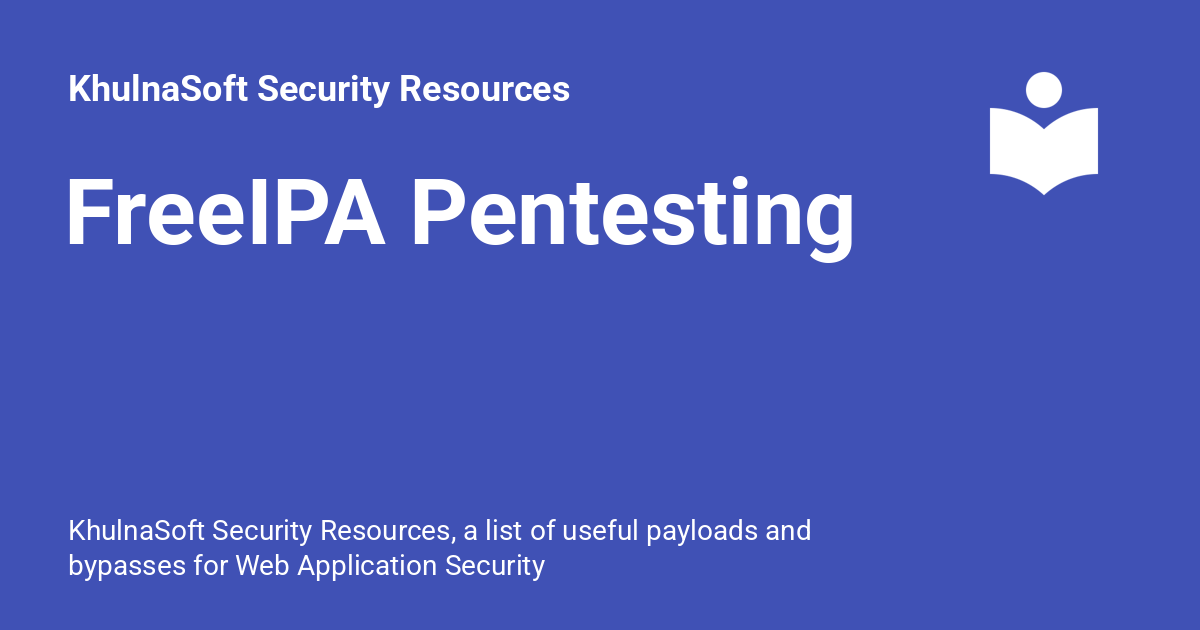 KhulnaSoft Security Resources
FreeIPA Pentesting
KhulnaSoft Security Resources, a list of useful payloads and
bypasses for Web Application Security